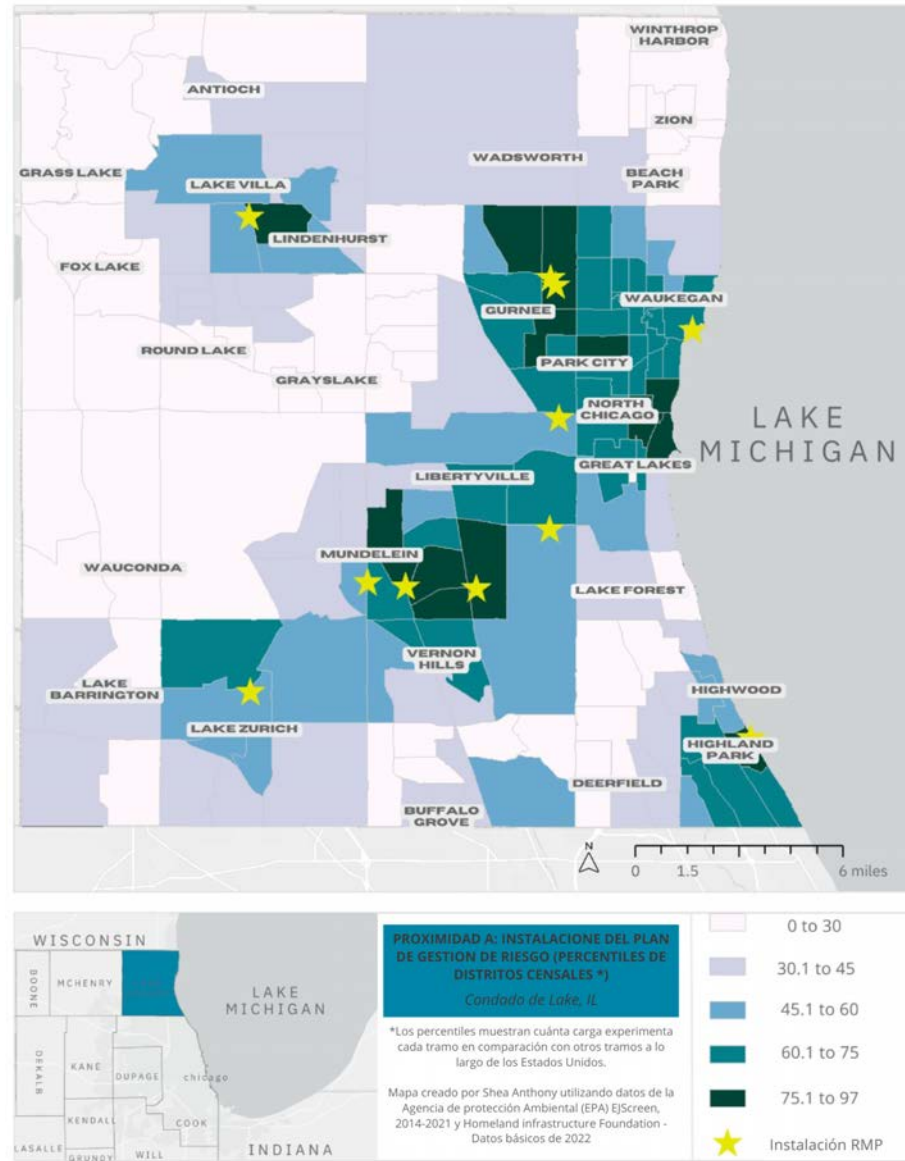 WINTHROP
HARBOR
ANTIOCH
ZION
WADSWORTH
BEACH
PARK
GRASS LAKE
LAKE VILLA
LINDENHURST
FOX LAKE
WAUKEGAN
GURNEE
ROUND LAKE
PARK CITY
GRAYSLAKE
NORTH
CHICAGO
LAKE
MICHIGAN
GREAT LAKES
LIBERTYVILLE
MUNDELEIN
WAUCONDA
LAKE FOREST
VERNON
HILLS
LAKE
BARRINGTON
HIGHWOOD
LAKE ZURICH
HIGHLAND
PARK
DEERFIELD
BUFFALO
GROVE
N
0 1.5 6 miles
WISCONSIN
BOONE
MCHENRY
LAKE
MICHIGAN
DEKALB
KANE
DUPAGE
chicago
COOK
KENDALL
LASALLE
GRUNDY
WILL
INDIANA
PROXIMIDAD A: INSTALACIONE DEL PLAN
DE GESTION DE RIESGO (PERCENTILES DE
DISTRITOS CENSALES *)
Condado de Lake, IL
*Los percentiles muestran cuánta carga experimenta
cada tramo en comparación con otros tramos a lo
largo de los Estados Unidos.
Mapa creado por Shea Anthony utilizando datos de la
Agencia de protección Ambiental (EPA) EJScreen,
2014-2021 y Homeland infrastructure Foundation -
Datos básicos de 2022
0 to 30
30.1 to 45
45.1 to 60
60.1 to 75
75.1 to 97
Instalación RMP